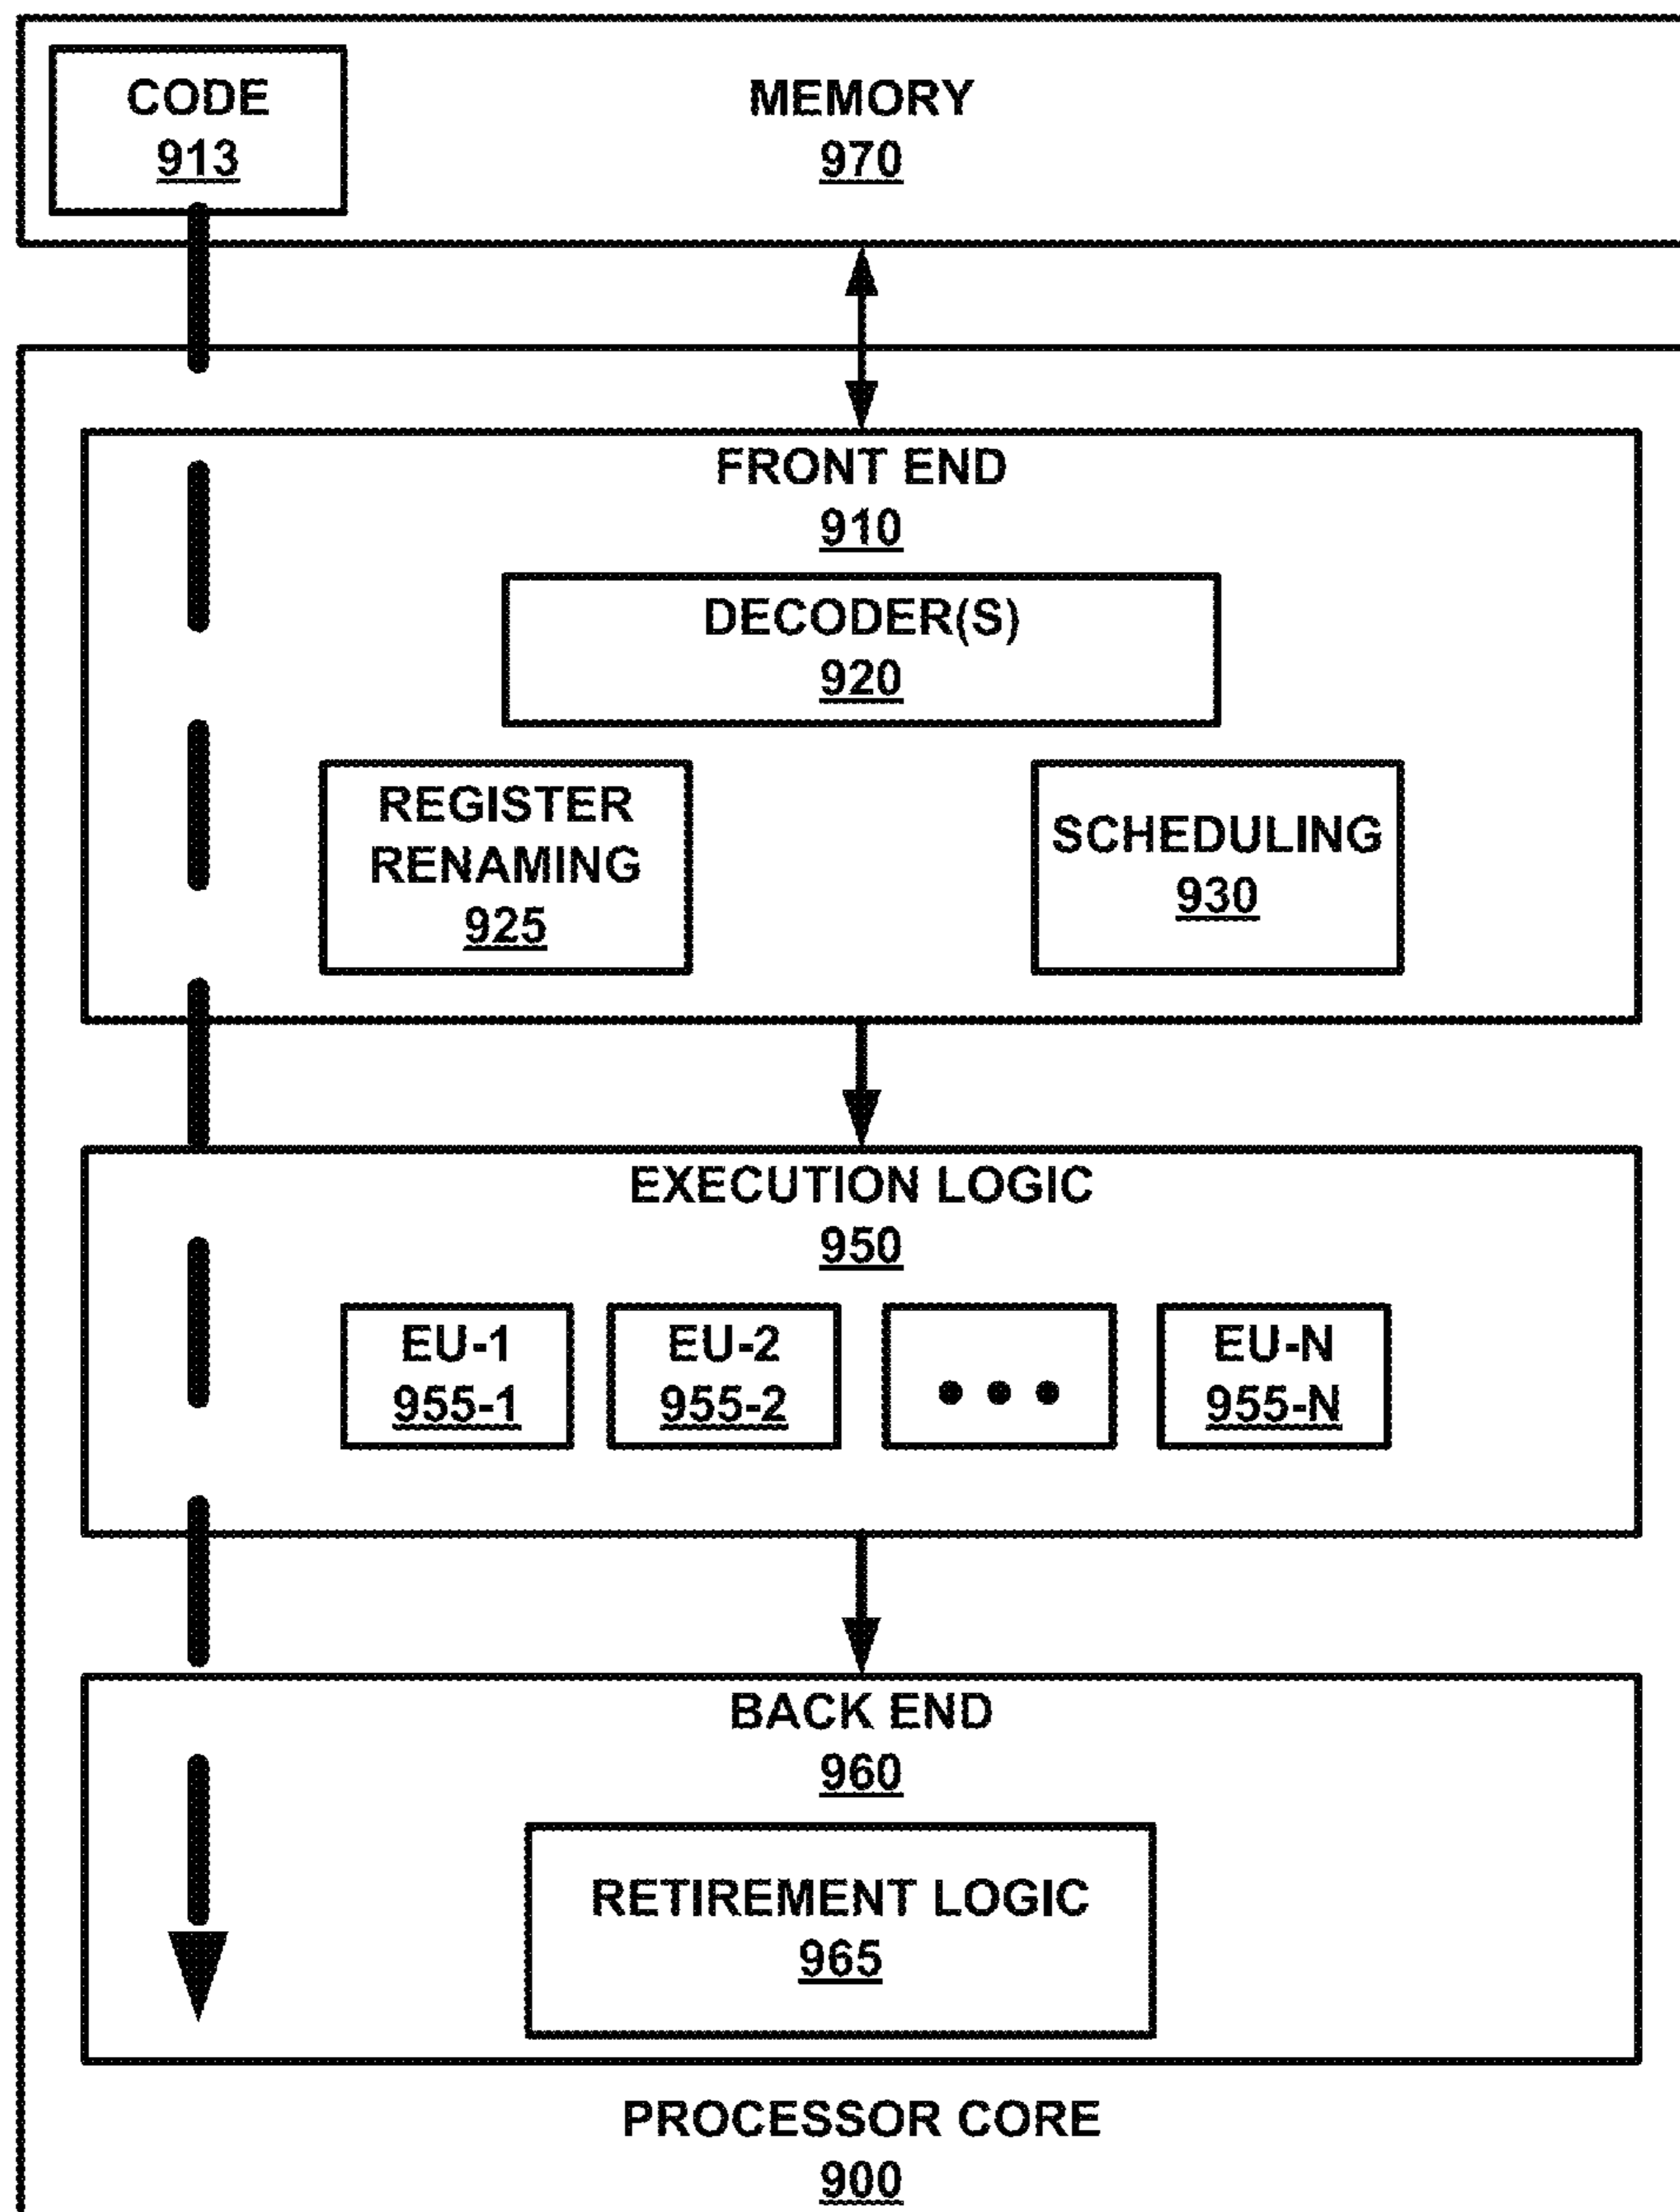 CODE
913
MEMORY
970
FRONT END
910
DECODER(S)
920
REGISTER
RENAMING
925
SCHEDULING
930
EXECUTION LOGIC
950
EU-1
955-1
EU-2
955-2
EU-N
955-N
BACK END
960
RETIREMENT LOGIC
965
PROCESSOR CORE
900